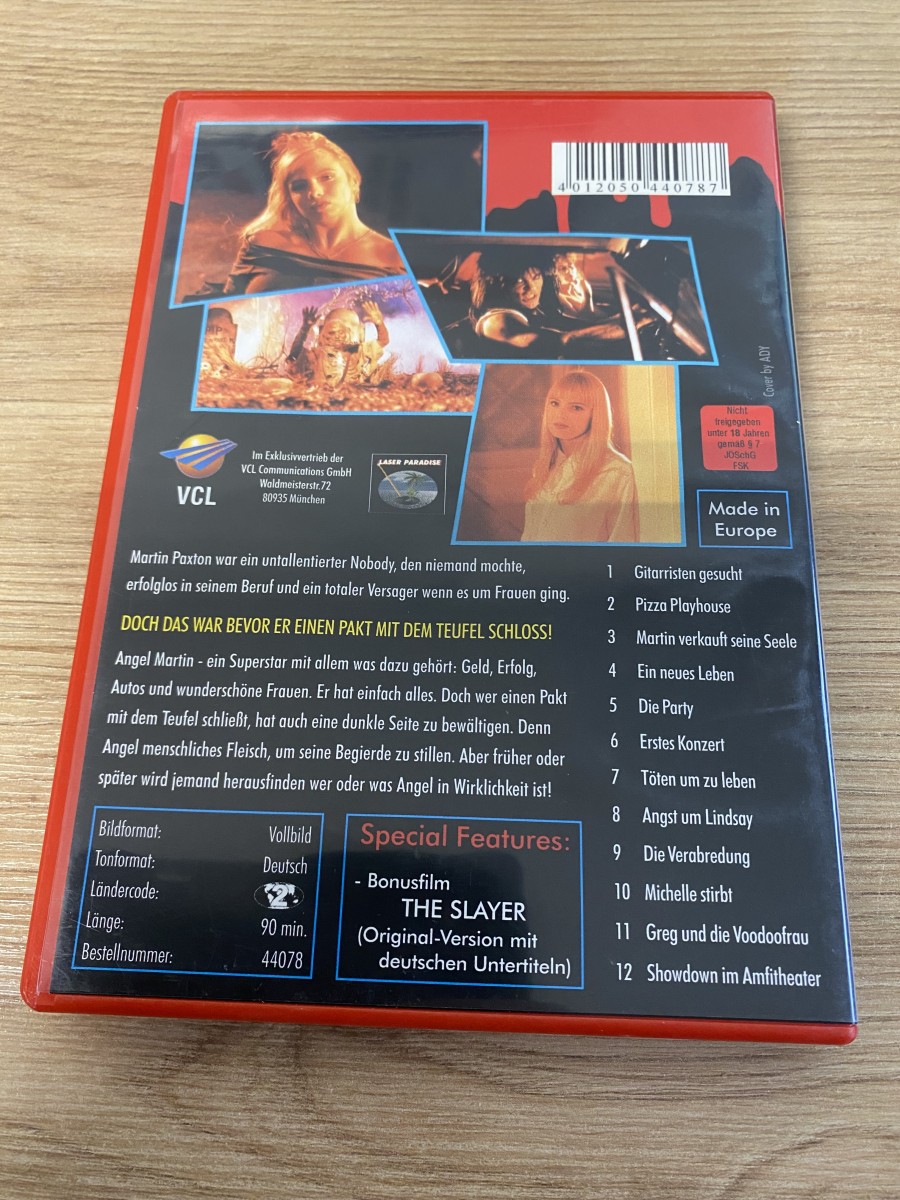 4 012050 440787
Cover by ADY
Nicht
freigegeben
unter 18 Jahren
gemäß § 7
JÖSchG
FSK
Made in
Europe
VCL
Im Exklusivvertrieb der
VCL Communications GmbH
Waldmeisterstr.72
80935 München
LASER PARADISE
Martin Paxton war ein untallentierter Nobody, den niemand mochte,
erfolglos in seinem Beruf und ein totaler Versager wenn es um Frauen ging.
DOCH DAS WAR BEVOR ER EINEN PAKT MIT DEM TEUFEL SCHLOSS!
Angel Martin - ein Superstar mit allem was dazu gehört: Geld, Erfolg,
Autos und wunderschöne Frauen. Er hat einfach alles. Doch wer einen Pakt
mit dem Teufel schließt, hat auch eine dunkle Seite zu bewältigen. Denn
Angel menschliches Fleisch, um seine Begierde zu stillen. Aber früher oder
später wird jemand herausfinden wer oder was Angel in Wirklichkeit ist!
1 Gitarristen gesucht
2 Pizza Playhouse
3 Martin verkauft seine Seele
4 Ein neues Leben
5 Die Party
6 Erstes Konzert
7 Töten um zu leben
8 Angst um Lindsay
9 Die Verabredung
10 Michelle stirbt
11 Greg und die Voodoofrau
12 Showdown im Amfitheater
Bildformat: Vollbild
Tonformat: Deutsch
Ländercode: 2
Länge: 90 min.
Bestellnummer: 44078
Special Features:
- Bonusfilm
THE SLAYER
(Original-Version mit
deutschen Untertiteln)